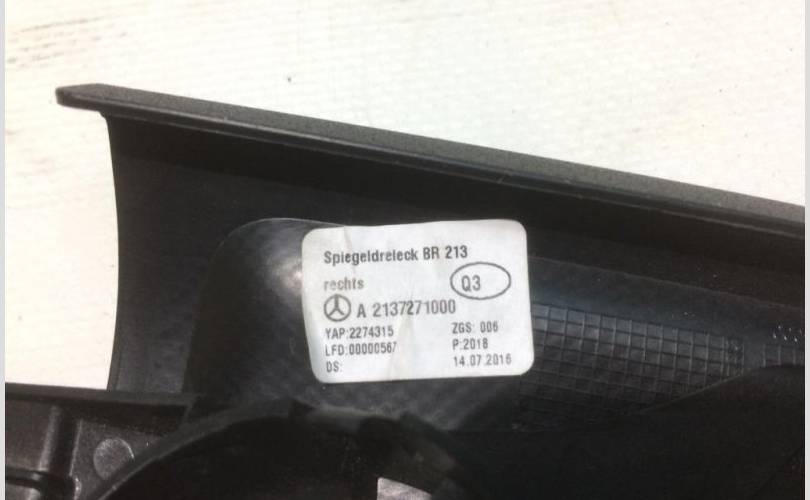 Spiegeldreieck BR 213
rechts Q3
A 2137271000
YAP:2274315 ZGS: 006
LFD:00000567 P:2018
DS: 14.07.2016